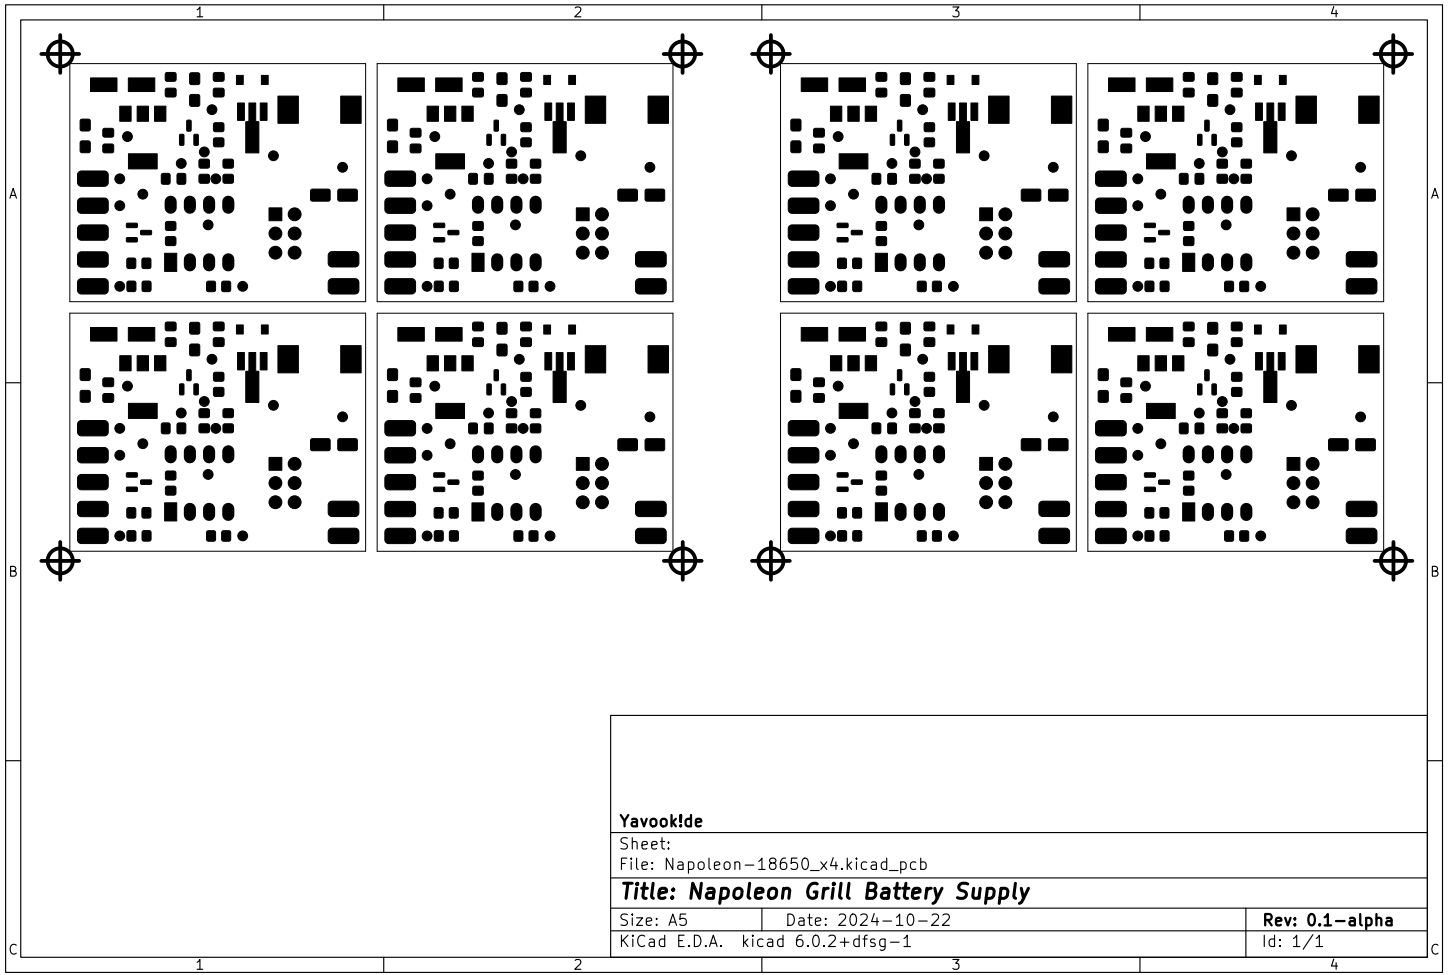 1 2 3 4
A A
B B
Yavook!de
Sheet:
File: Napoleon-18650_x4.kicad_pcb
Title: Napoleon Grill Battery Supply
Size: A5 Date: 2024-10-22 Rev: 0.1-alpha
KiCad E.D.A. kicad 6.0.2+dfsg-1 Id: 1/1
C C
1 2 3 4